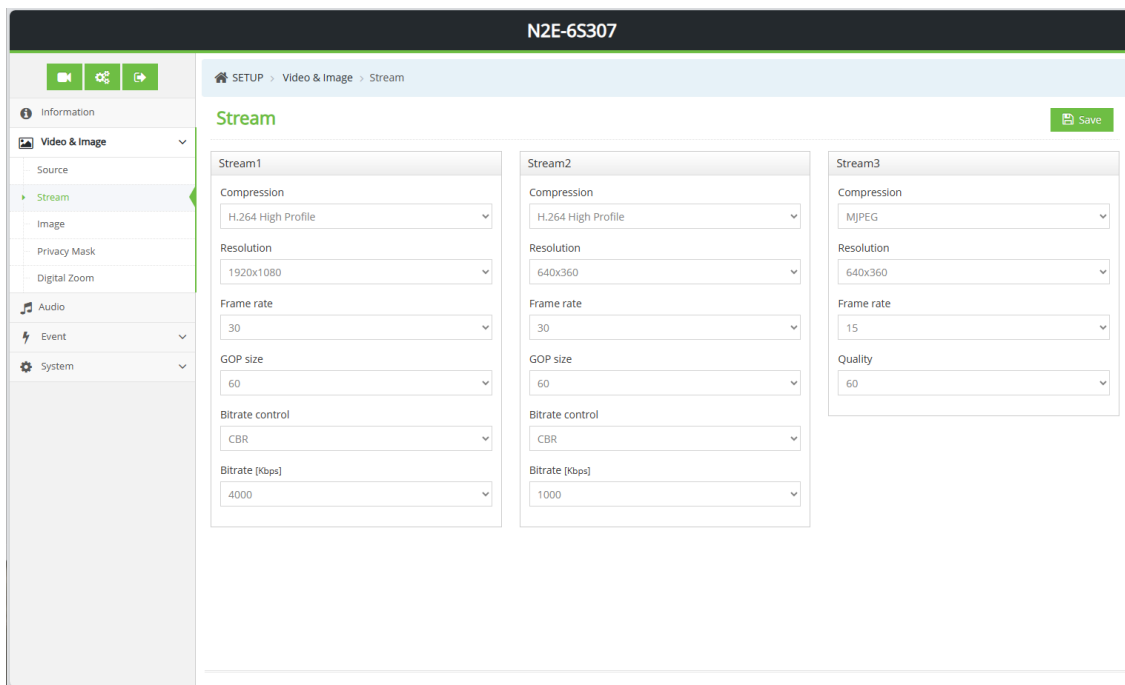 N2E-6S307
SETUP > Video & Image > Stream
Information
Video & Image
Source
Stream
Image
Privacy Mask
Digital Zoom
Audio
Event
System
Stream
Save
Stream1
Compression
H.264 High Profile
Resolution
1920x1080
Frame rate
30
GOP size
60
Bitrate control
CBR
Bitrate [Kbps]
4000
Stream2
Compression
H.264 High Profile
Resolution
640x360
Frame rate
30
GOP size
60
Bitrate control
CBR
Bitrate [Kbps]
1000
Stream3
Compression
MJPEG
Resolution
640x360
Frame rate
15
Quality
60